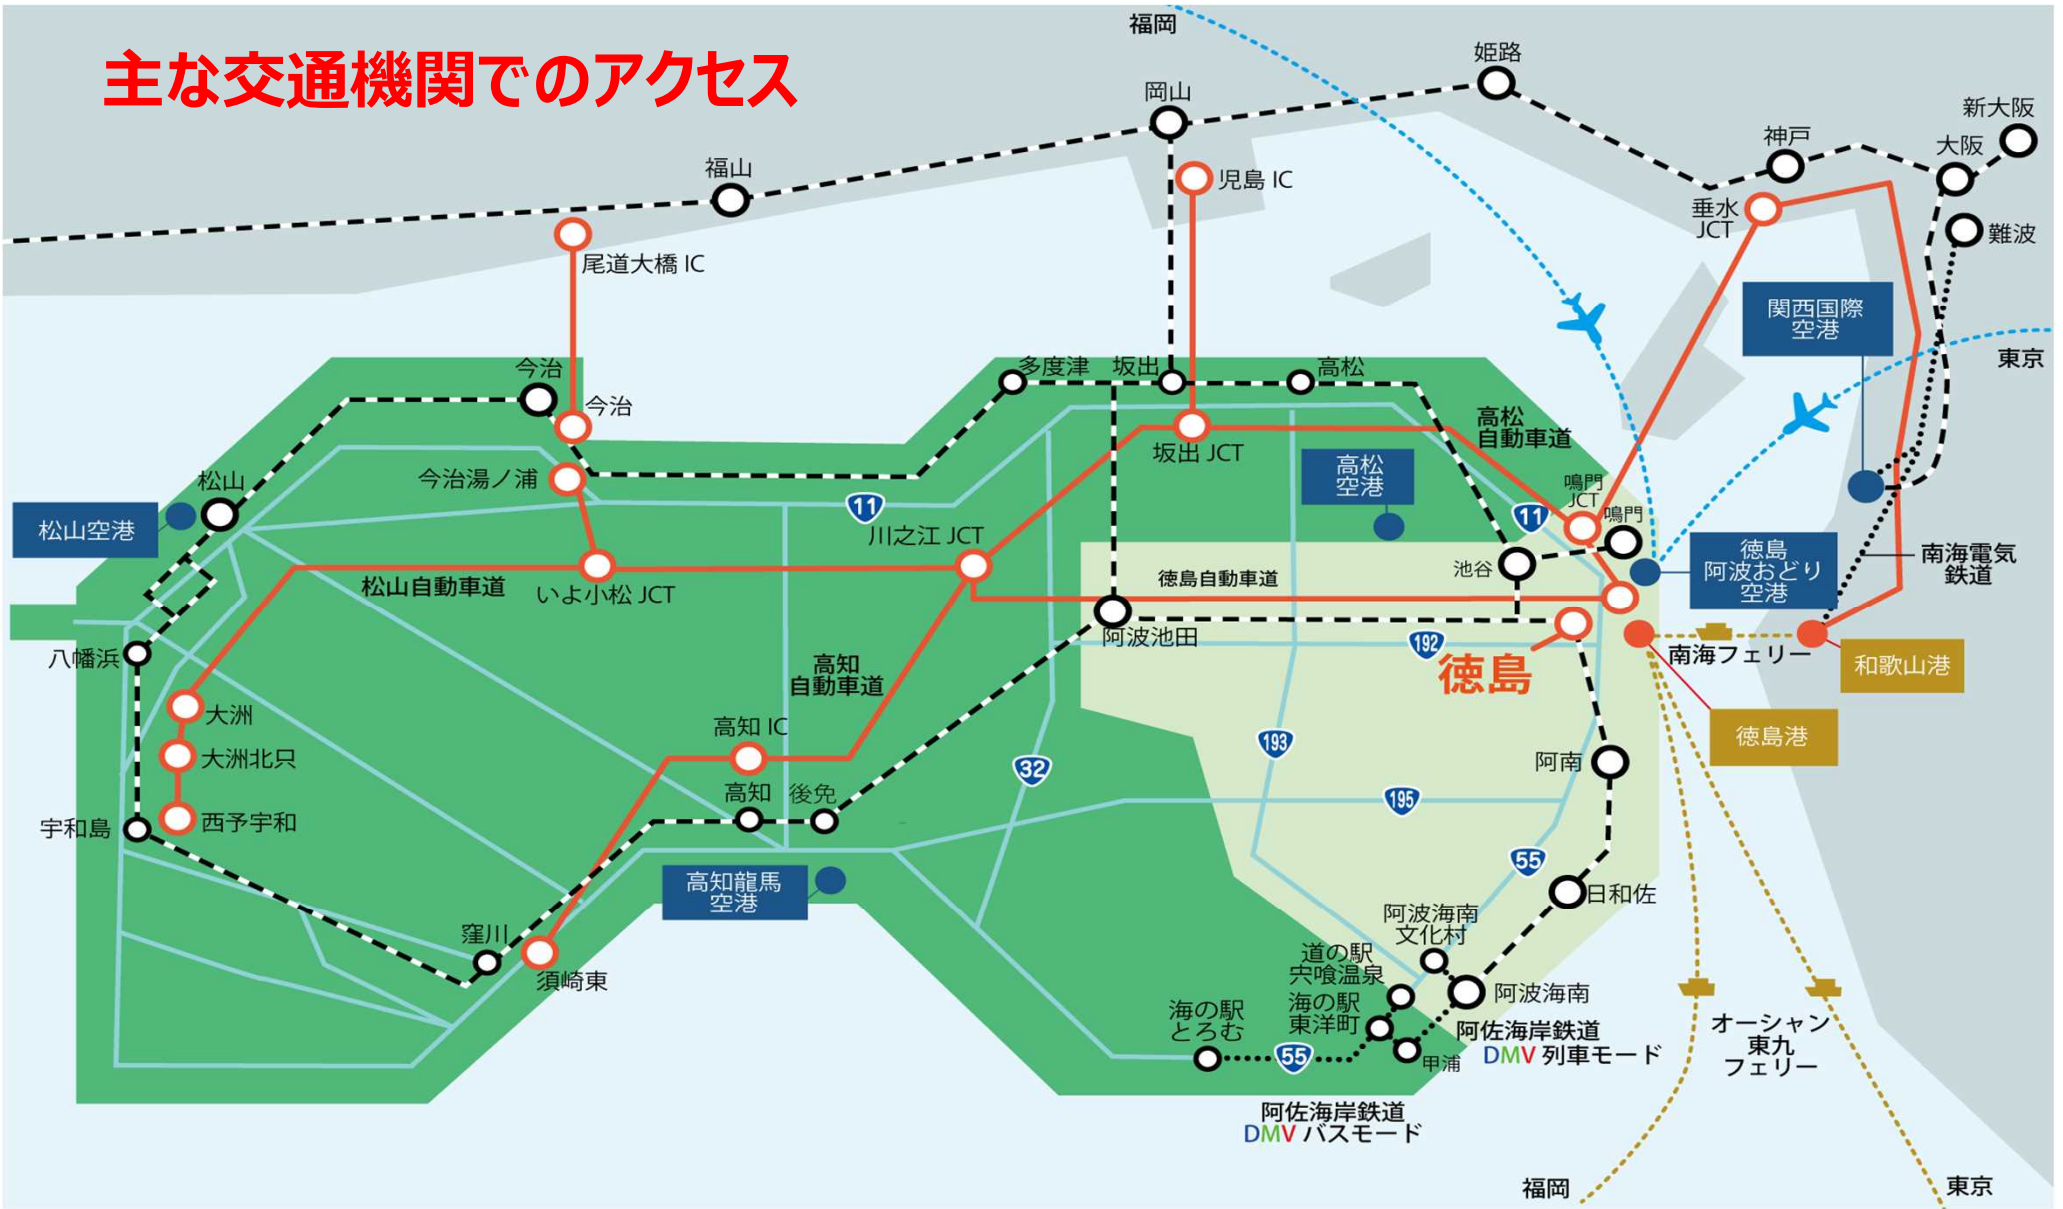 主な交通機関でのアクセス
福岡
姫路
岡山
新大阪
神戸
大阪
福山
児島 IC
垂水
JCT
難波
尾道大橋 IC
関西国際
空港
東京
今治
多度津
坂出
高松
今治
高松
自動車道
坂出 JCT
高松
空港
松山
今治湯ノ浦
鳴門
JCT
鳴門
11
11
松山空港
川之江 JCT
徳島
阿波おどり
空港
南海電気
鉄道
池谷
徳島自動車道
松山自動車道
いよ小松 JCT
阿波池田
192
南海フェリー
八幡浜
高知
自動車道
徳島
和歌山港
大洲
高知 IC
193
徳島港
大洲北只
32
阿南
高知
後免
195
宇和島
西予宇和
55
高知龍馬
空港
日和佐
阿波海南
文化村
窪川
道の駅
宍喰温泉
須崎東
阿波海南
海の駅
東洋町
海の駅
とろむ
阿佐海岸鉄道
DMV 列車モード
オーシャン
東九
フェリー
55
甲浦
阿佐海岸鉄道
DMV バスモード
福岡
東京